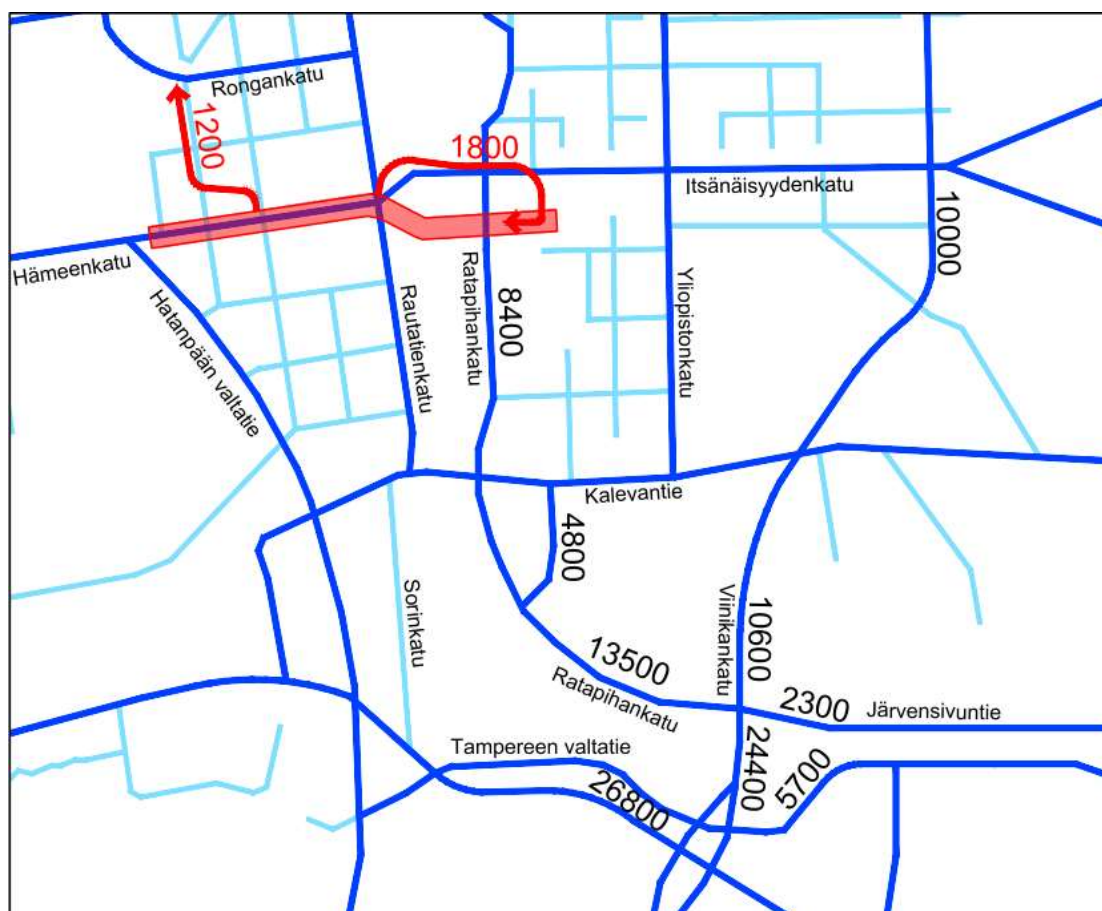 Rongankatu
1200
1800
Itsänäisyydenkatu
10000
Hämeenkatu
Hatanpään valtatie
Rautatienkatu
Ratapihankatu
8400
Yliopistonkatu
Kalevantie
4800
Sorinkatu
Viinikankatu
10600
13500
Ratapihankatu
2300
Järvensivuntie
Tampereen valtatie
24400
5700
26800